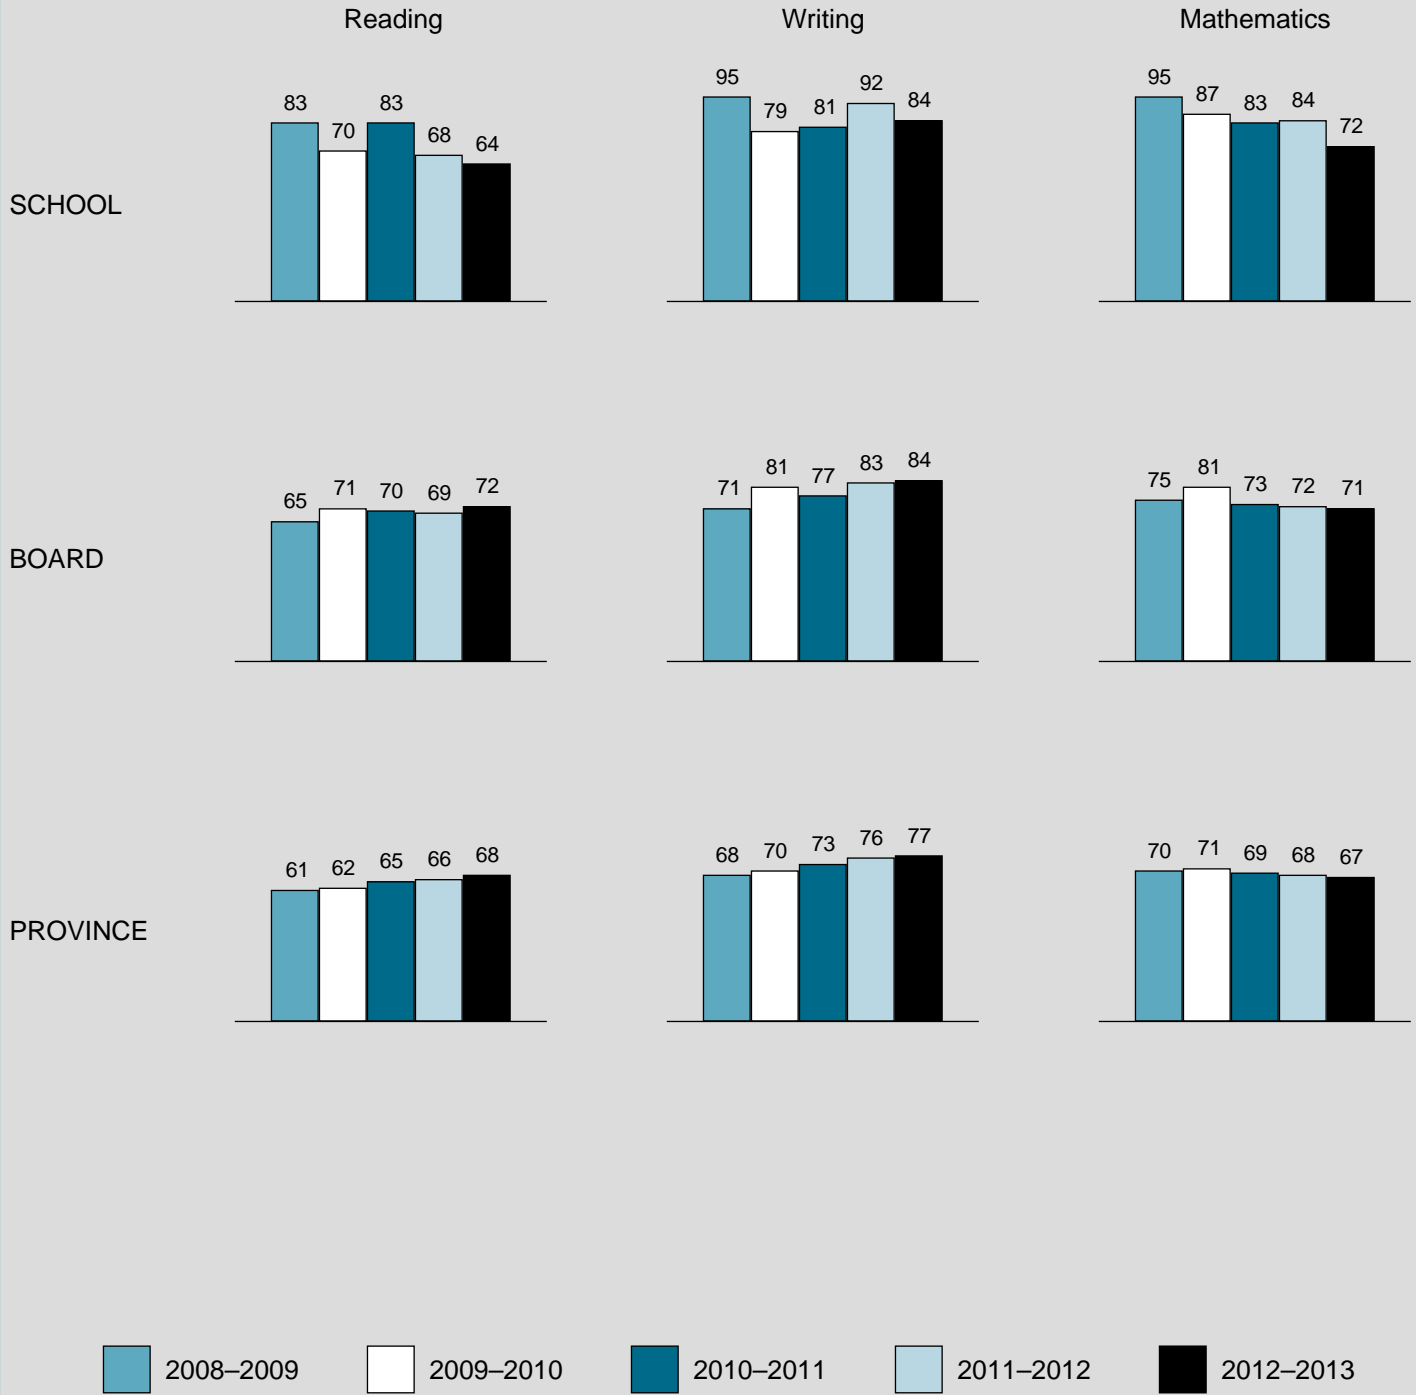 Reading Writing Mathematics
SCHOOL
83 70 83 68 64
95 79 81 92 84
95 87 83 84 72
BOARD
65 71 70 69 72
71 81 77 83 84
75 81 73 72 71
PROVINCE
61 62 65 66 68
68 70 73 76 77
70 71 69 68 67
2008–2009 2009–2010 2010–2011 2011–2012 2012–2013